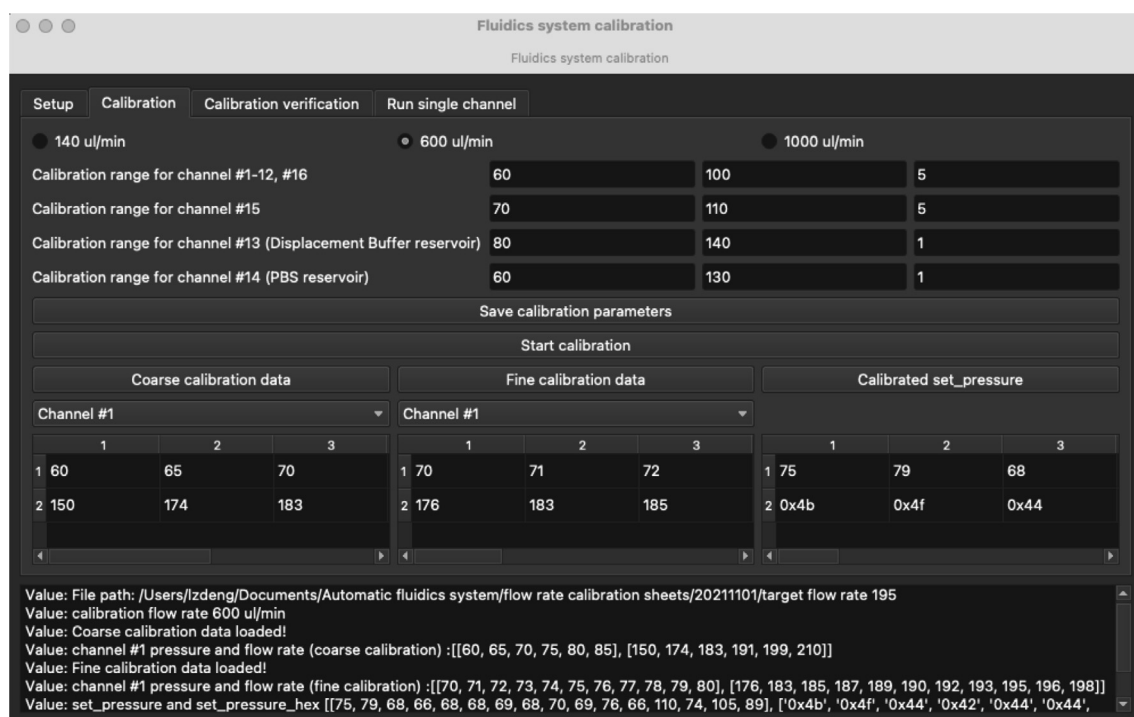 Fluidics system calibration
Fluidics system calibration
Setup Calibration Calibration verification Run single channel
140 ul/min 600 ul/min 1000 ul/min
Calibration range for channel #1-12, #16 60 100 5
Calibration range for channel #15 70 110 5
Calibration range for channel #13 (Displacement Buffer reservoir) 80 140 1
Calibration range for channel #14 (PBS reservoir) 60 130 1
Save calibration parameters
Start calibration
Coarse calibration data Fine calibration data Calibrated set_pressure
Channel #1 Channel #1
1 2 3 1 2 3 1 2 3
1 60 65 70 1 70 71 72 1 75 79 68
2 150 174 183 2 176 183 185 2 0x4b 0x4f 0x44
Value: File path: /Users/lzdeng/Documents/Automatic fluidics system/flow rate calibration sheets/20211101/target flow rate 195
Value: calibration flow rate 600 ul/min
Value: Coarse calibration data loaded!
Value: channel #1 pressure and flow rate (coarse calibration) :[[60, 65, 70, 75, 80, 85], [150, 174, 183, 191, 199, 210]]
Value: Fine calibration data loaded!
Value: channel #1 pressure and flow rate (fine calibration) :[[70, 71, 72, 73, 74, 75, 76, 77, 78, 79, 80], [176, 183, 185, 187, 189, 190, 192, 193, 195, 196, 198]]
Value: set_pressure and set_pressure_hex [[75, 79, 68, 66, 68, 68, 69, 68, 70, 69, 76, 66, 110, 74, 105, 89], ['0x4b', '0x4f', '0x44', '0x42', '0x44', '0x44',